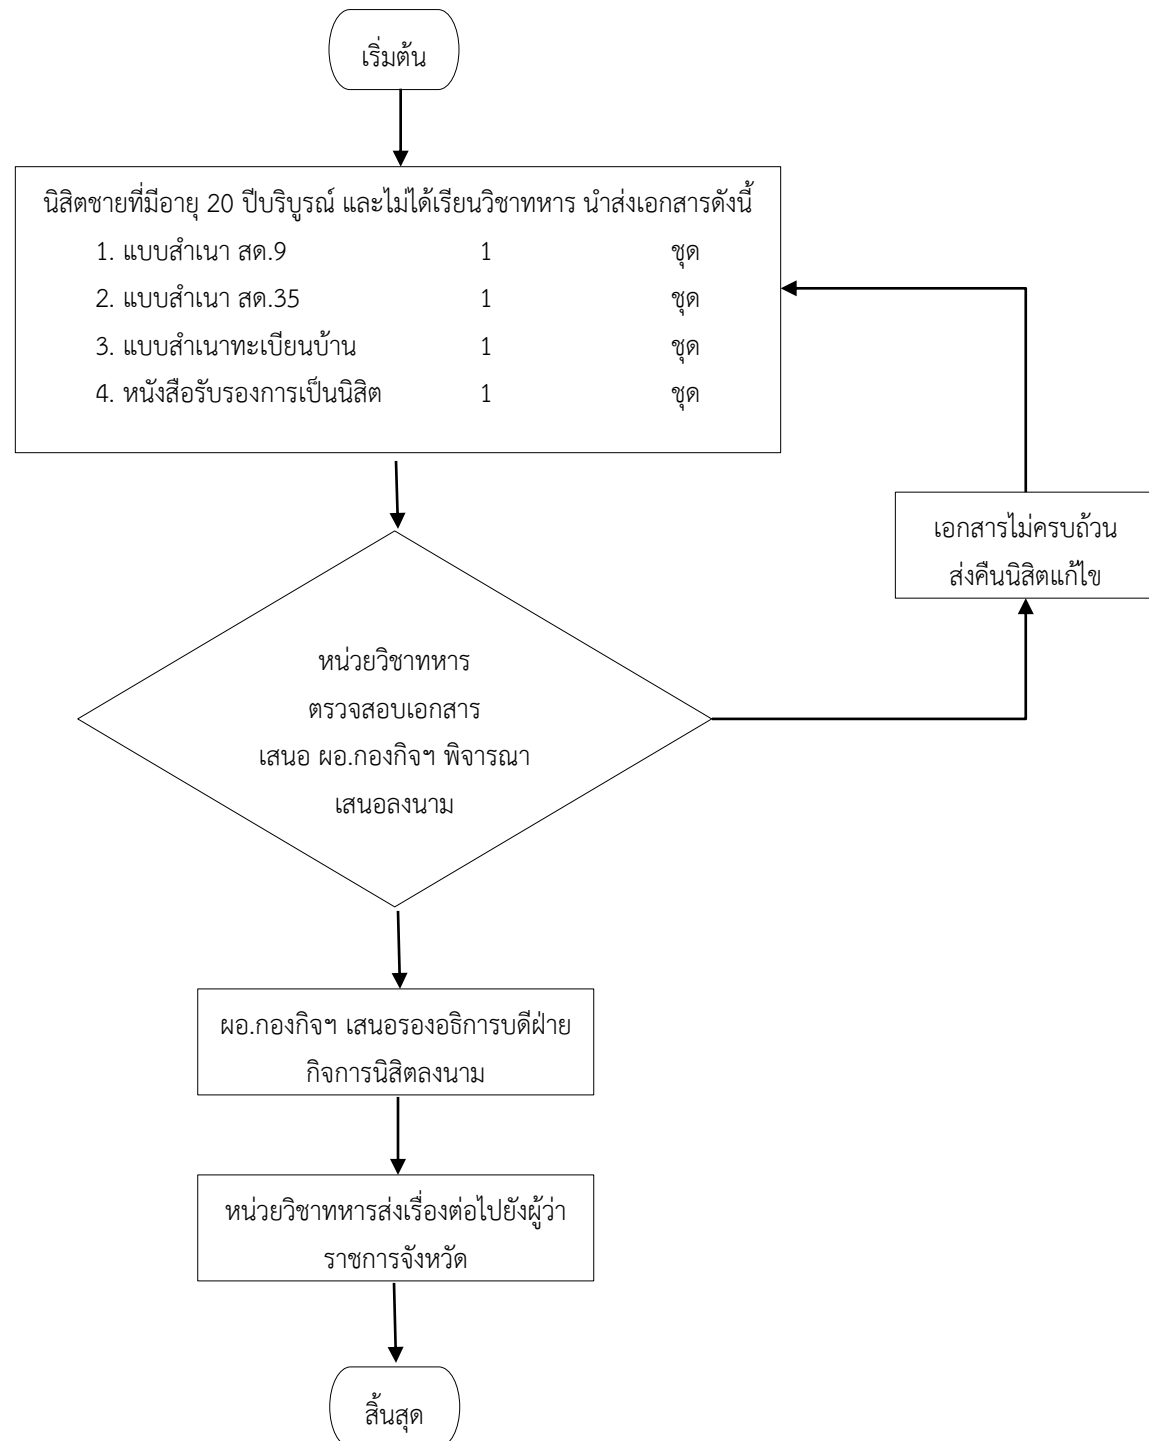 เริ่มต้น
นิสิตชายที่มีอายุ 20 ปีบริบูรณ์ และไม่ได้เรียนวิชาทหาร นำส่งเอกสารดังนี้
1. แบบสำเนา สด.9 1 ชุด
2. แบบสำเนา สด.35 1 ชุด
3. แบบสำเนาทะเบียนบ้าน 1 ชุด
4. หนังสือรับรองการเป็นนิสิต 1 ชุด
เอกสารไม่ครบถ้วน
ส่งคืนนิสิตแก้ไข
หน่วยวิชาทหาร
ตรวจสอบเอกสาร
เสนอ ผอ.กองกิจฯ พิจารณา
เสนอลงนาม
ผอ.กองกิจฯ เสนอรองอธิการบดีฝ่าย
กิจการนิสิตลงนาม
หน่วยวิชาทหารส่งเรื่องต่อไปยังผู้ว่า
ราชการจังหวัด
สิ้นสุด